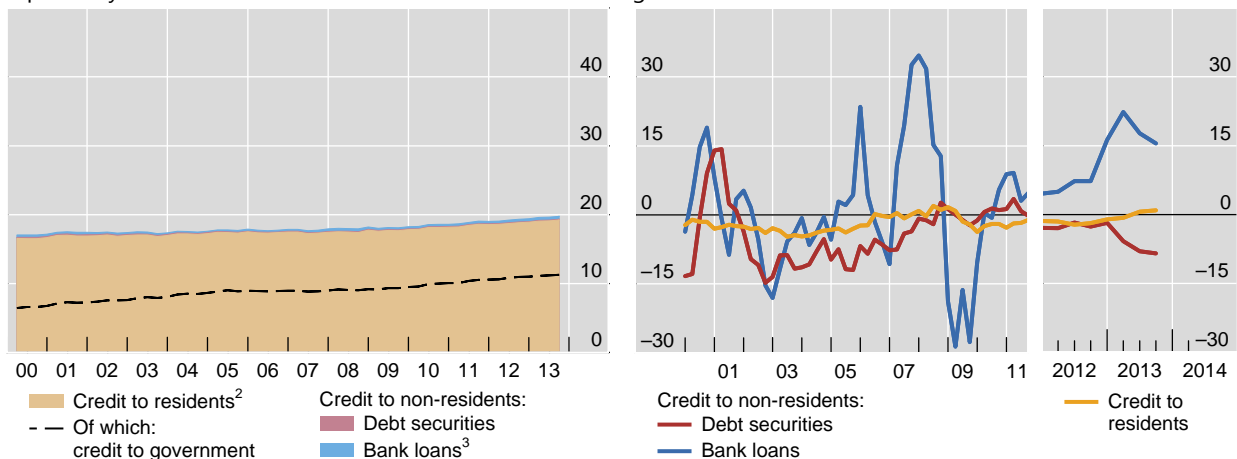 40
30
20
10
0
00 01 02 03 04 05 06 07 08 09 10 11 12 13
Credit to residents2
Of which:
credit to government
Credit to non-residents:
Debt securities
Bank loans3
30
15
0
–15
–30
01 03 05 07 09 11
30
15
0
–15
–30
2012 2013 2014
Credit to non-residents:
Debt securities
Bank loans
Credit to
residents